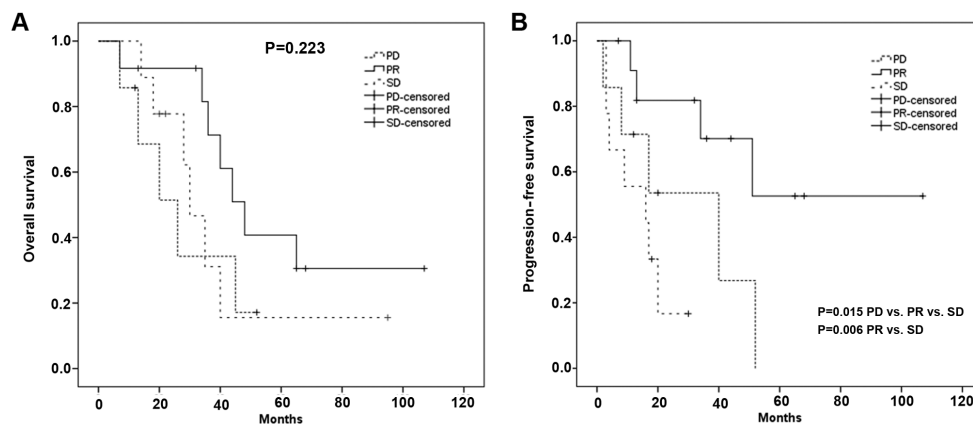 A
P=0.223
PD
PR
SD
PD-censored
PR-censored
SD-censored
Overall survival
1.0
0.8
0.6
0.4
0.2
0.0
0 20 40 60 80 100 120
Months
B
PD
PR
SD
PD-censored
PR-censored
SD-censored
Progression-free survival
1.0
0.8
0.6
0.4
0.2
0.0
P=0.015 PD vs. PR vs. SD
P=0.006 PR vs. SD
0 20 40 60 80 100 120
Months